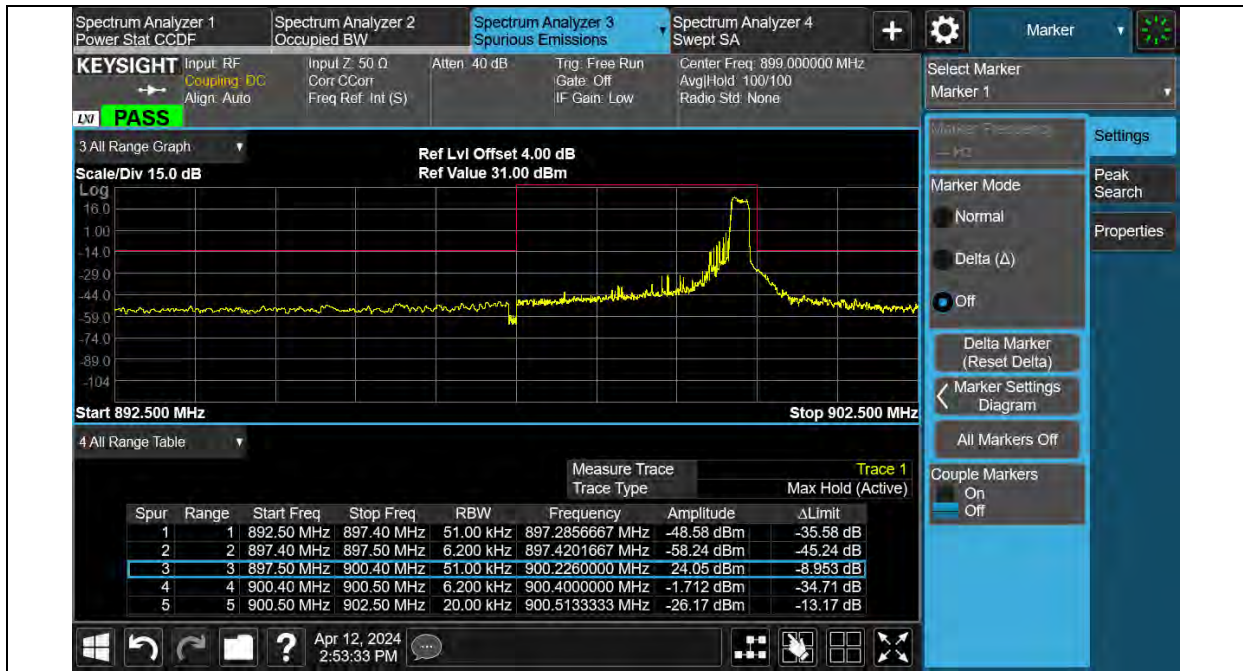 Spectrum Analyzer 1
Power Stat CCDF
Spectrum Analyzer 2
Occupied BW
Spectrum Analyzer 3
Spurious Emissions
Spectrum Analyzer 4
Swept SA
+
Marker
KEYSIGHT
LXI PASS
Input: RF
Coupling: DC
Align: Auto
Input Z: 50 Ω
Corr CCorr
Freq Ref: Int (S)
Atten: 40 dB
Trig: Free Run
Gate: Off
IF Gain: Low
Center Freq: 899.000000 MHz
Avg|Hold: 100/100
Radio Std: None
Select Marker
Marker 1
3 All Range Graph
Scale/Div 15.0 dB
Ref Lvl Offset 4.00 dB
Ref Value 31.00 dBm
Log
16.0
1.00
-14.0
-29.0
-44.0
-59.0
-74.0
-89.0
-104
Start 892.500 MHz
Stop 902.500 MHz
Marker Frequency
--- Hz
Settings
Peak
Search
Properties
Marker Mode
Normal
Delta (Δ)
Off
Delta Marker
(Reset Delta)
Marker Settings
Diagram
All Markers Off
Couple Markers
On
Off
4 All Range Table
Measure Trace Trace 1
Trace Type Max Hold (Active)
Spur Range Start Freq Stop Freq RBW Frequency Amplitude ΔLimit
1 1 892.50 MHz 897.40 MHz 51.00 kHz 897.2856667 MHz -48.58 dBm -35.58 dB
2 2 897.40 MHz 897.50 MHz 6.200 kHz 897.4201667 MHz -58.24 dBm -45.24 dB
3 3 897.50 MHz 900.40 MHz 51.00 kHz 900.2260000 MHz 24.05 dBm -8.953 dB
4 4 900.40 MHz 900.50 MHz 6.200 kHz 900.4000000 MHz -1.712 dBm -34.71 dB
5 5 900.50 MHz 902.50 MHz 20.00 kHz 900.5133333 MHz -26.17 dBm -13.17 dB
?
Apr 12, 2024
2:53:33 PM